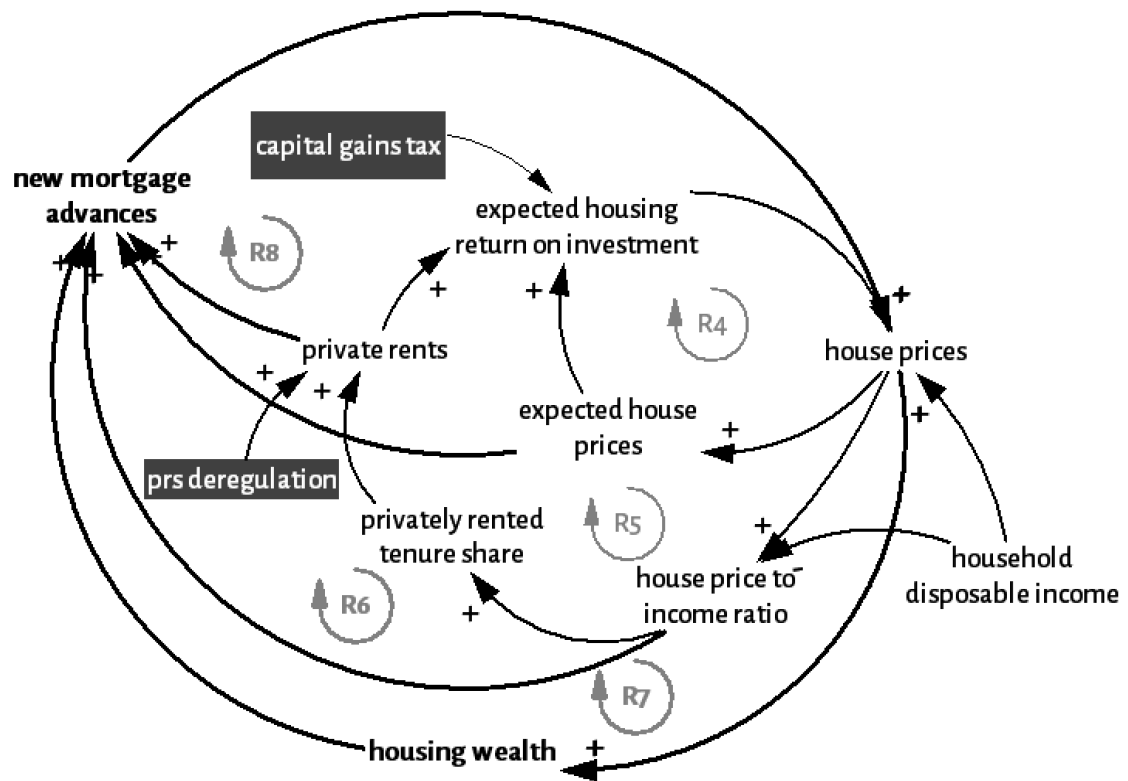 capital gains tax
new mortgage
advances
expected housing
return on investment
+
R8
+
+
+
+
+
R4
+
private rents
house prices
+
+
expected house
prices
+
+
prs deregulation
privately rented
tenure share
R5
+
house price to
-
income ratio
household
disposable income
R6
+
R7
housing wealth
+